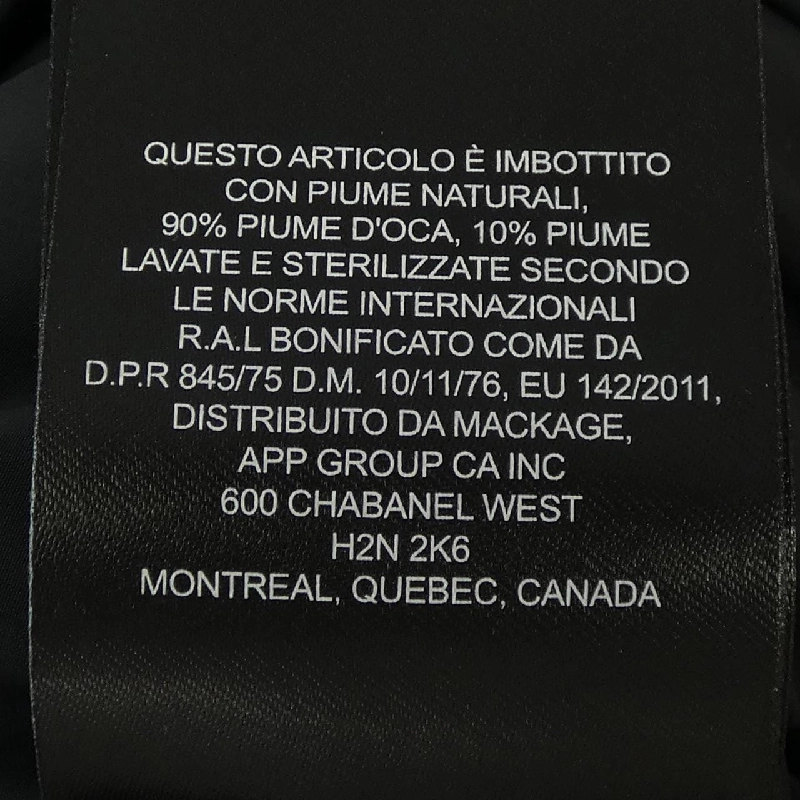 QUESTO ARTICOLO È IMBOTTITO
CON PIUME NATURALI,
90% PIUME D'OCA, 10% PIUME
LAVATE E STERILIZZATE SECONDO
LE NORME INTERNAZIONALI
R.A.L BONIFICATO COME DA
D.P.R 845/75 D.M. 10/11/76, EU 142/2011,
DISTRIBUITO DA MACKAGE,
APP GROUP CA INC
600 CHABANEL WEST
H2N 2K6
MONTREAL, QUEBEC, CANADA